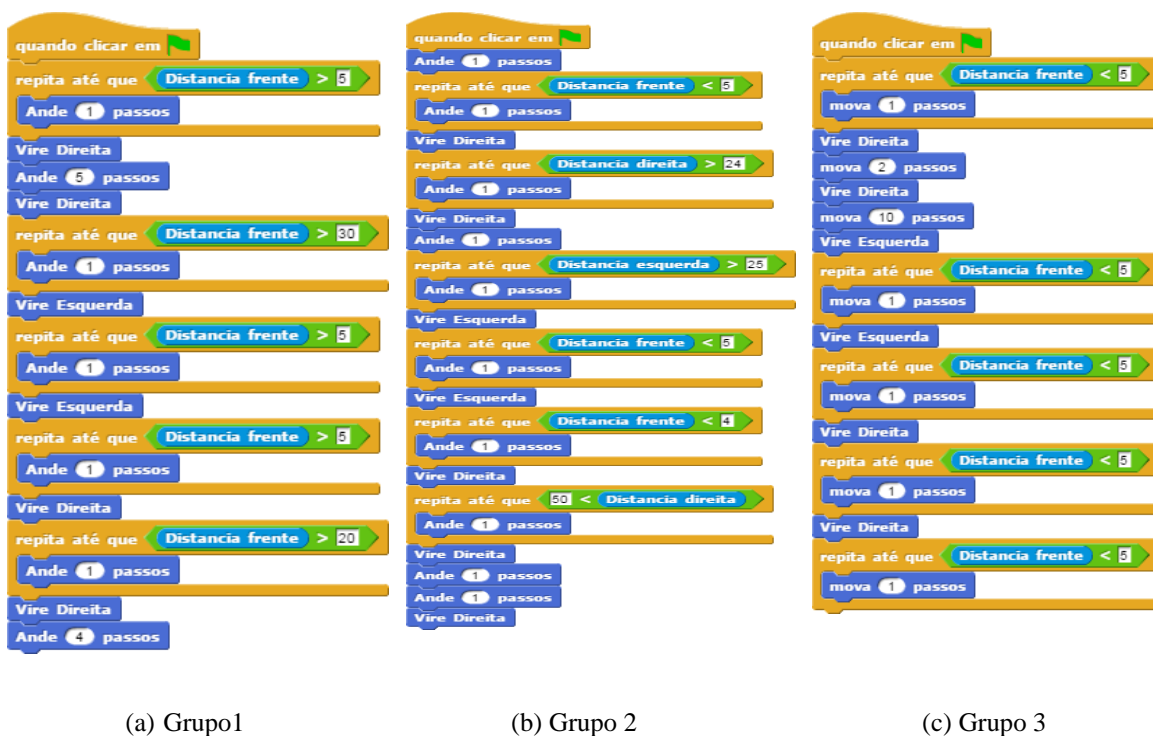 quando clicar em
repita até que Distancia frente > 5
Ande 1 passos
Vire Direita
Ande 5 passos
Vire Direita
repita até que Distancia frente > 30
Ande 1 passos
Vire Esquerda
repita até que Distancia frente > 5
Ande 1 passos
Vire Esquerda
repita até que Distancia frente > 5
Ande 1 passos
Vire Direita
repita até que Distancia frente > 20
Ande 1 passos
Vire Direita
Ande 4 passos
(a) Grupo1
quando clicar em
Ande 1 passos
repita até que Distancia frente < 5
Ande 1 passos
Vire Direita
repita até que Distancia direita > 24
Ande 1 passos
Vire Direita
Ande 1 passos
repita até que Distancia esquerda > 25
Ande 1 passos
Vire Esquerda
repita até que Distancia frente < 5
Ande 1 passos
Vire Esquerda
repita até que Distancia frente < 4
Ande 1 passos
Vire Direita
repita até que 50 < Distancia direita
Ande 1 passos
Vire Direita
Ande 1 passos
Ande 1 passos
Vire Direita
(b) Grupo 2
quando clicar em
repita até que Distancia frente < 5
mova 1 passos
Vire Direita
mova 2 passos
Vire Direita
mova 10 passos
Vire Esquerda
repita até que Distancia frente < 5
mova 1 passos
Vire Esquerda
repita até que Distancia frente < 5
mova 1 passos
Vire Direita
repita até que Distancia frente < 5
mova 1 passos
Vire Direita
repita até que Distancia frente < 5
mova 1 passos
(c) Grupo 3